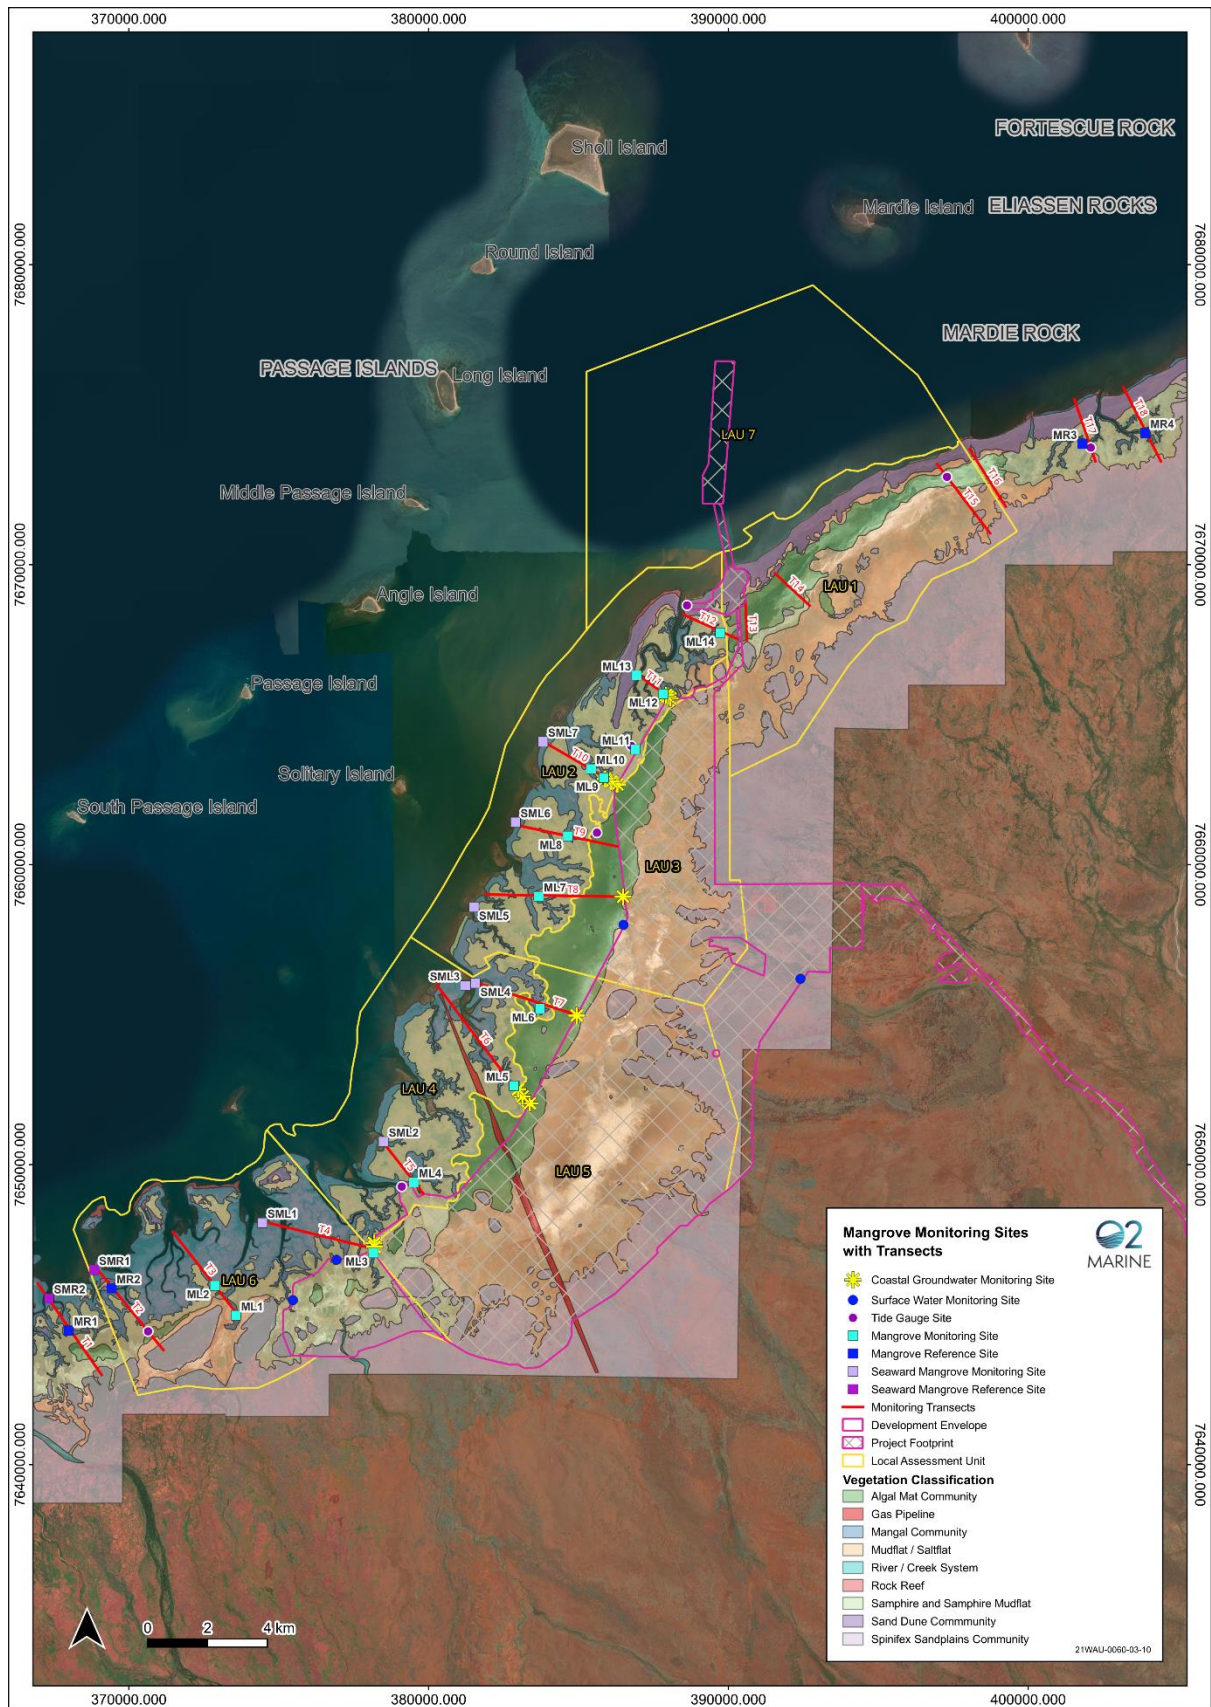 370000.000
380000.000
390000.000
400000.000
FORTESCUE ROCK
Sholl Island
Mardie Island
ELIASSEN ROCKS
Round Island
7680000.000
7680000.000
MARDIE ROCK
PASSAGE ISLANDS
Long Island
LAU 7
T17
T18
MR3
MR4
T16
T15
Middle Passage Island
7670000.000
7670000.000
Angle Island
T14
LAU 1
T12
T13
ML14
ML13
T11
ML12
Passage Island
SML7
ML11
T10
ML10
LAU 2
ML9
Solitary Island
South Passage Island
SML6
T9
ML8
LAU 3
7660000.000
7660000.000
ML7
T8
SML5
SML3
SML4
T7
ML6
T6
ML5
LAU 4
SML2
7650000.000
7650000.000
T5
ML4
LAU 5
SML1
T4
ML3
SMR1
MR2
T3
LAU 6
ML2
SMR2
T2
ML1
MR1
T1
7640000.000
7640000.000
Mangrove Monitoring Sites
with Transects
O2
MARINE
Coastal Groundwater Monitoring Site
Surface Water Monitoring Site
Tide Gauge Site
Mangrove Monitoring Site
Mangrove Reference Site
Seaward Mangrove Monitoring Site
Seaward Mangrove Reference Site
Monitoring Transects
Development Envelope
Project Footprint
Local Assessment Unit
Vegetation Classification
Algal Mat Community
Gas Pipeline
Mangal Community
Mudflat / Saltflat
River / Creek System
Rock Reef
Samphire and Samphire Mudflat
Sand Dune Commmunity
Spinifex Sandplains Community
21WAU-0060-03-10
0 2 4 km
370000.000
380000.000
390000.000
400000.000